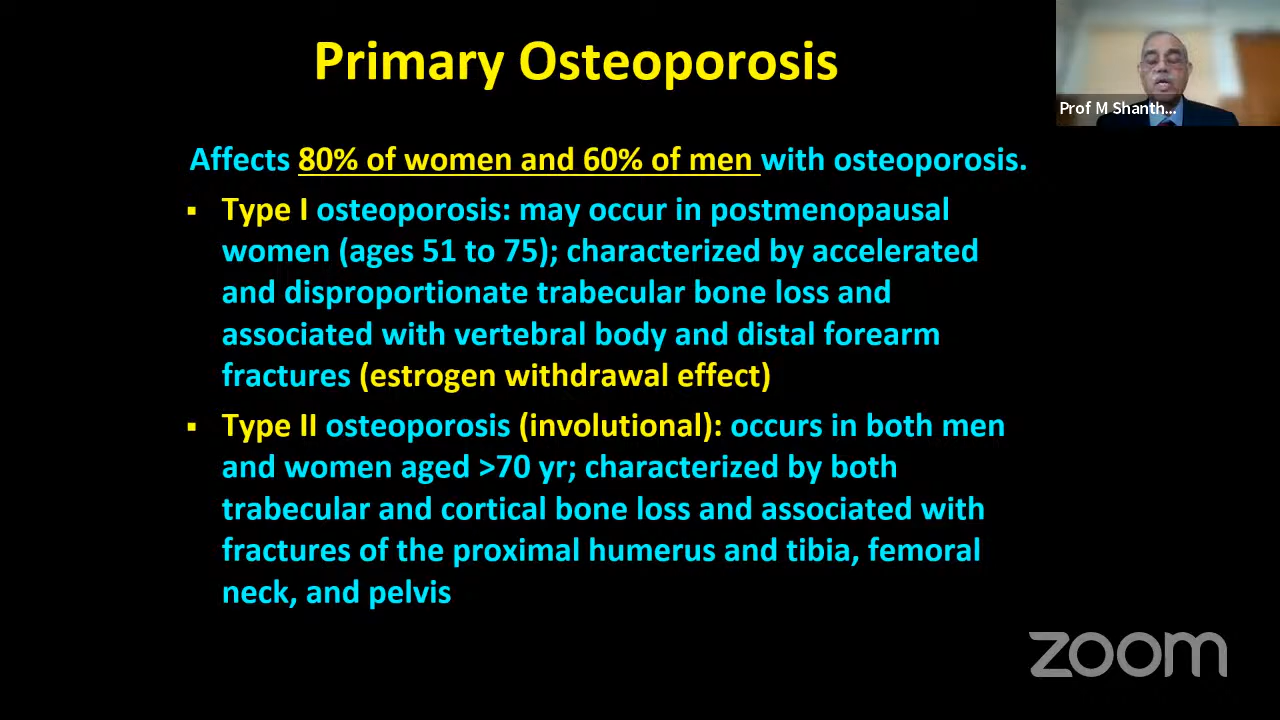 Primary Osteoporosis
Prof M Shanth...
Affects 80% of women and 60% of men with osteoporosis.
▪ Type I osteoporosis: may occur in postmenopausal
women (ages 51 to 75); characterized by accelerated
and disproportionate trabecular bone loss and
associated with vertebral body and distal forearm
fractures (estrogen withdrawal effect)
▪ Type II osteoporosis (involutional): occurs in both men
and women aged >70 yr; characterized by both
trabecular and cortical bone loss and associated with
fractures of the proximal humerus and tibia, femoral
neck, and pelvis
zoom